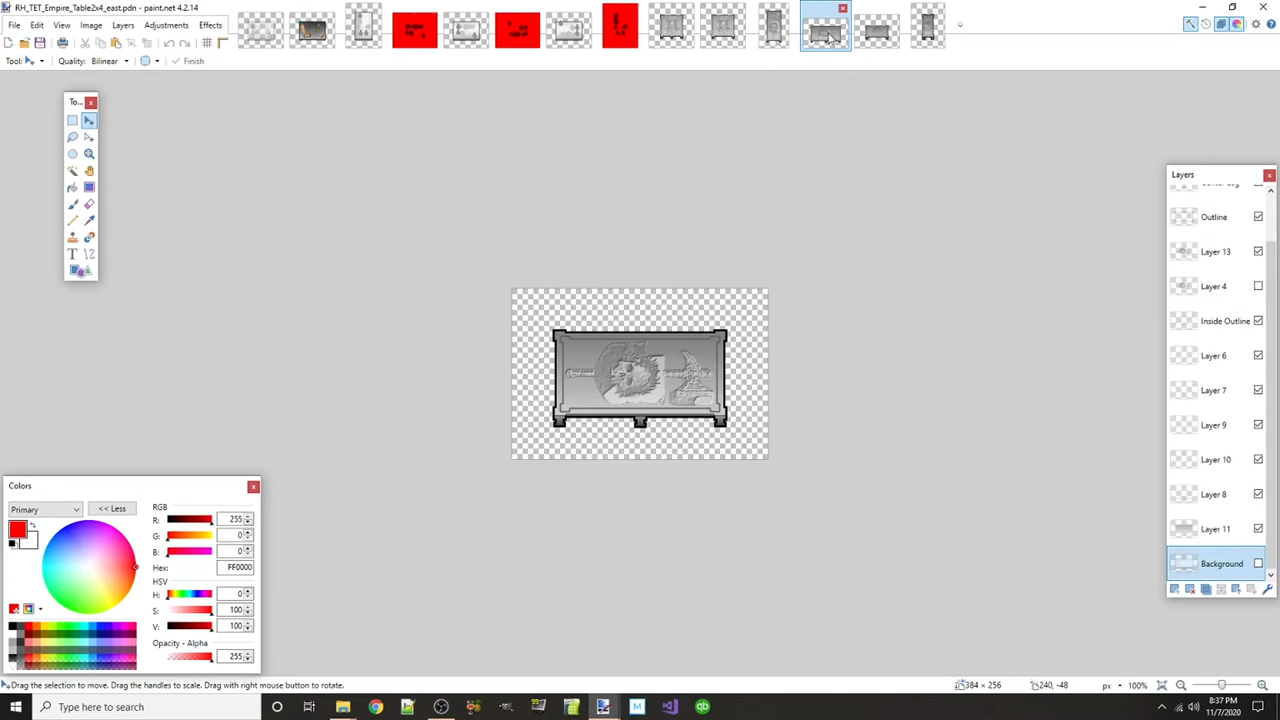 RH_TET_Empire_Table2x4_east.pdn - paint.net 4.2.14
File Edit View Image Layers Adjustments Effects
Tool: Quality: Bilinear Finish
To...
Layers
Outline
Layer 13
Layer 4
Inside Outline
Layer 6
Layer 7
Layer 9
Layer 10
Layer 8
Layer 11
Background
Colors
Primary << Less
RGB
R: 255
G: 0
B: 0
Hex: FF0000
HSV
H: 0
S: 100
V: 100
Opacity - Alpha
255
Drag the selection to move. Drag the handles to scale. Drag with right mouse button to rotate. 384 × 256 240, -48 px 100%
Type here to search
8:37 PM
11/7/2020